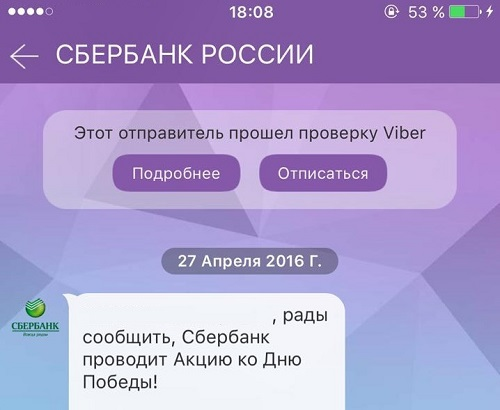 18:08
53 %
СБЕРБАНК РОССИИ
Этот отправитель прошел проверку Viber
Подробнее
Отписаться
27 Апреля 2016 Г.
СБЕРБАНК
, рады
сообщить, Сбербанк
проводит Акцию ко Дню
Победы!